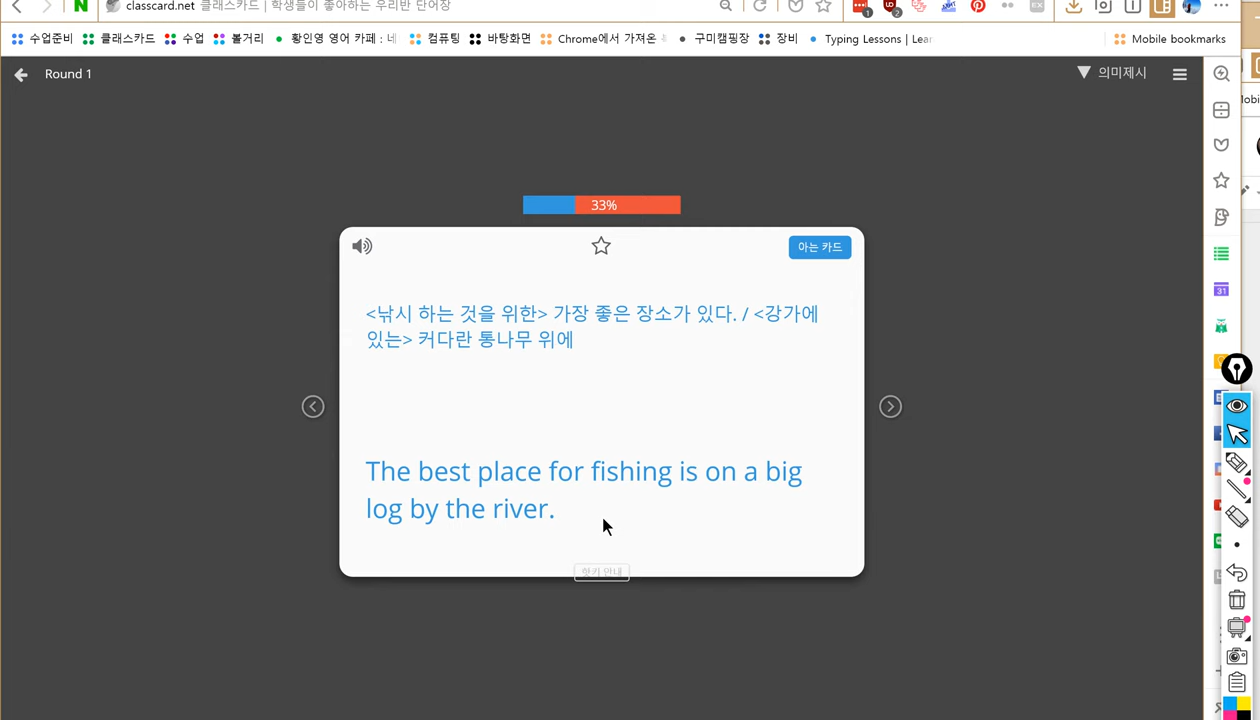 classcard.net 클래스카드 | 학생들이 좋아하는 우리반 단어장
수업준비 클래스카드 수업 볼거리 황인영 영어 카페 : 네 컴퓨팅 바탕화면 Chrome에서 가져온 구미캠핑장 장비 Typing Lessons | Lear Mobile bookmarks
Round 1
의미제시
33%
아는 카드
<낚시 하는 것을 위한> 가장 좋은 장소가 있다. / <강가에
있는> 커다란 통나무 위에
The best place for fishing is on a big
log by the river.
핫키 안내
31